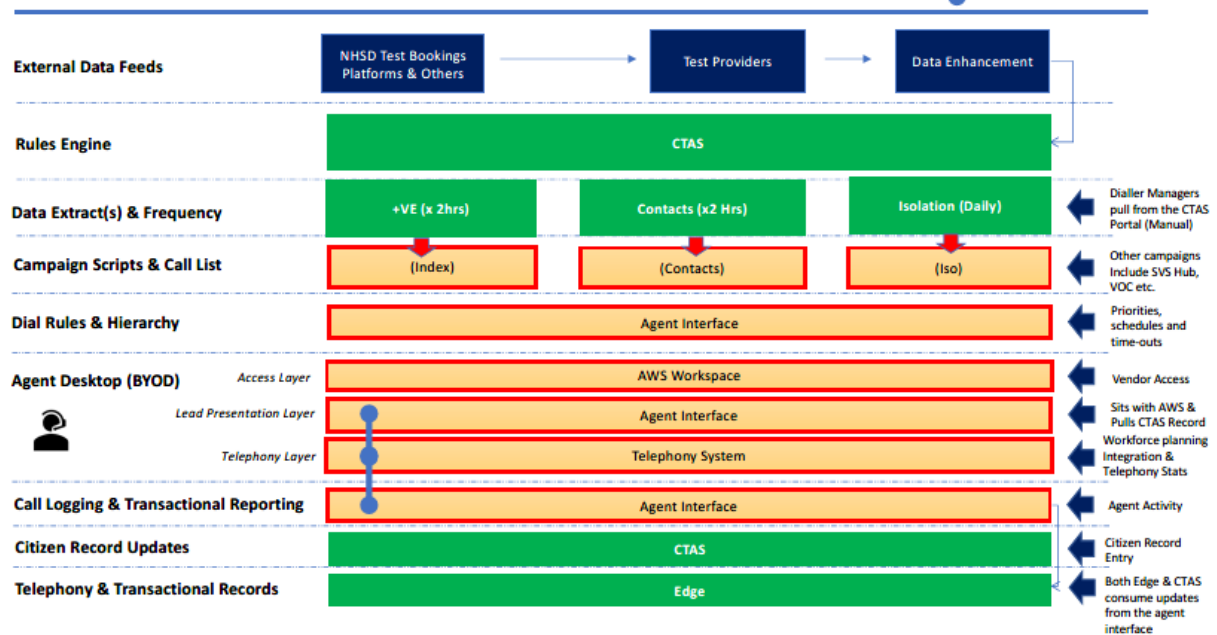 External Data Feeds
NHSD Test Bookings
Platforms & Others
Test Providers
Data Enhancement
Rules Engine
CTAS
Data Extract(s) & Frequency
+VE (x 2hrs)
Contacts (x2 Hrs)
Isolation (Daily)
Dialler Managers
pull from the CTAS
Portal (Manual)
Campaign Scripts & Call List
(Index)
(Contacts)
(Iso)
Other campaigns
Include SVS Hub,
VOC etc.
Dial Rules & Hierarchy
Agent Interface
Priorities,
schedules and
time-outs
Agent Desktop (BYOD)
Access Layer
AWS Workspace
Vendor Access
Lead Presentation Layer
Agent Interface
Sits with AWS &
Pulls CTAS Record
Telephony Layer
Telephony System
Workforce planning
Integration &
Telephony Stats
Call Logging & Transactional Reporting
Agent Interface
Agent Activity
Citizen Record Updates
CTAS
Citizen Record
Entry
Telephony & Transactional Records
Edge
Both Edge & CTAS
consume updates
from the agent
interface